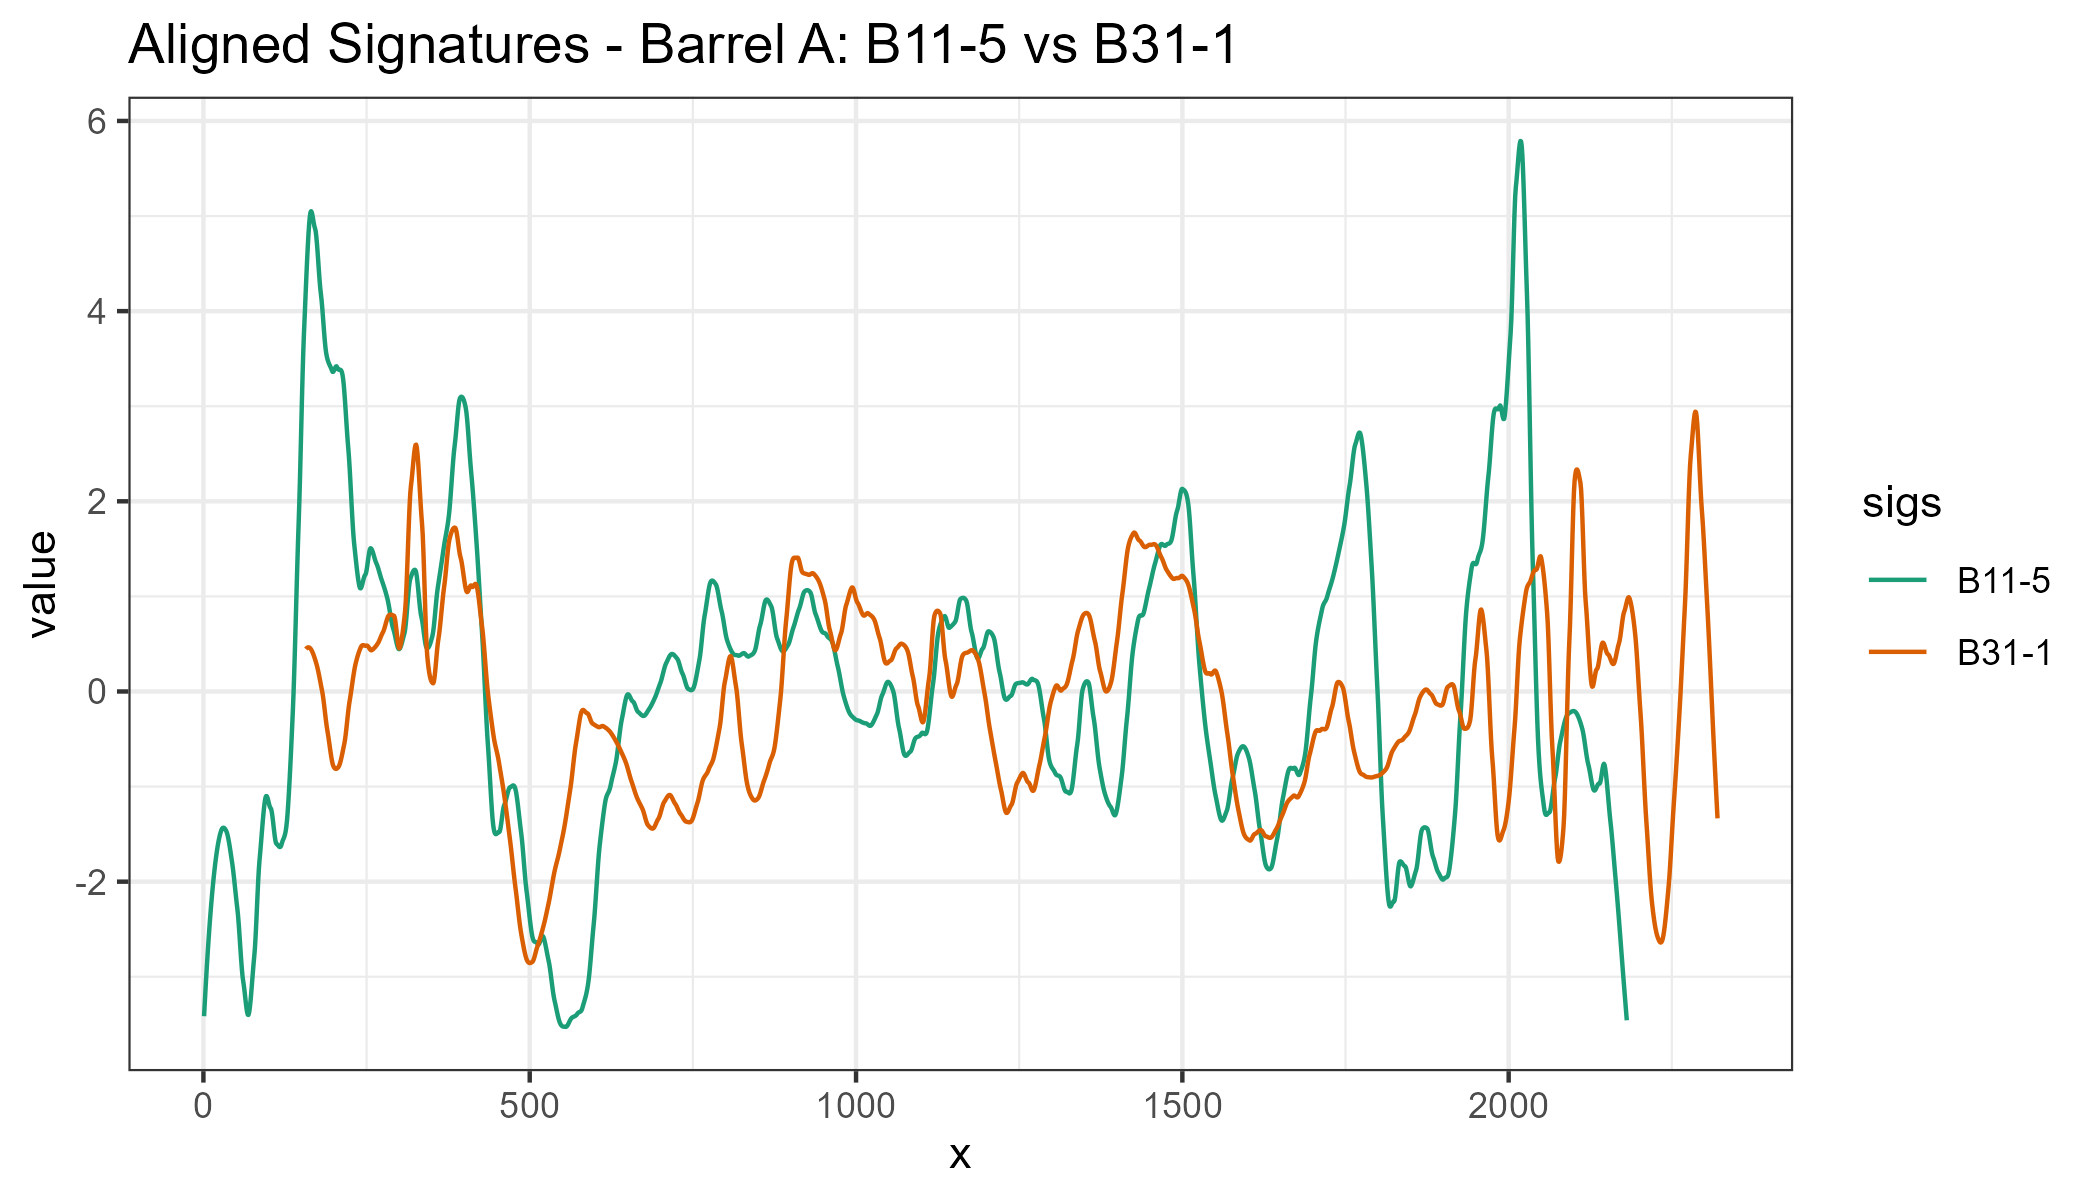 Aligned Signatures - Barrel A: B11-5 vs B31-1
6
4
2
0
-2
value
0 500 1000 1500 2000
x
sigs
B11-5
B31-1